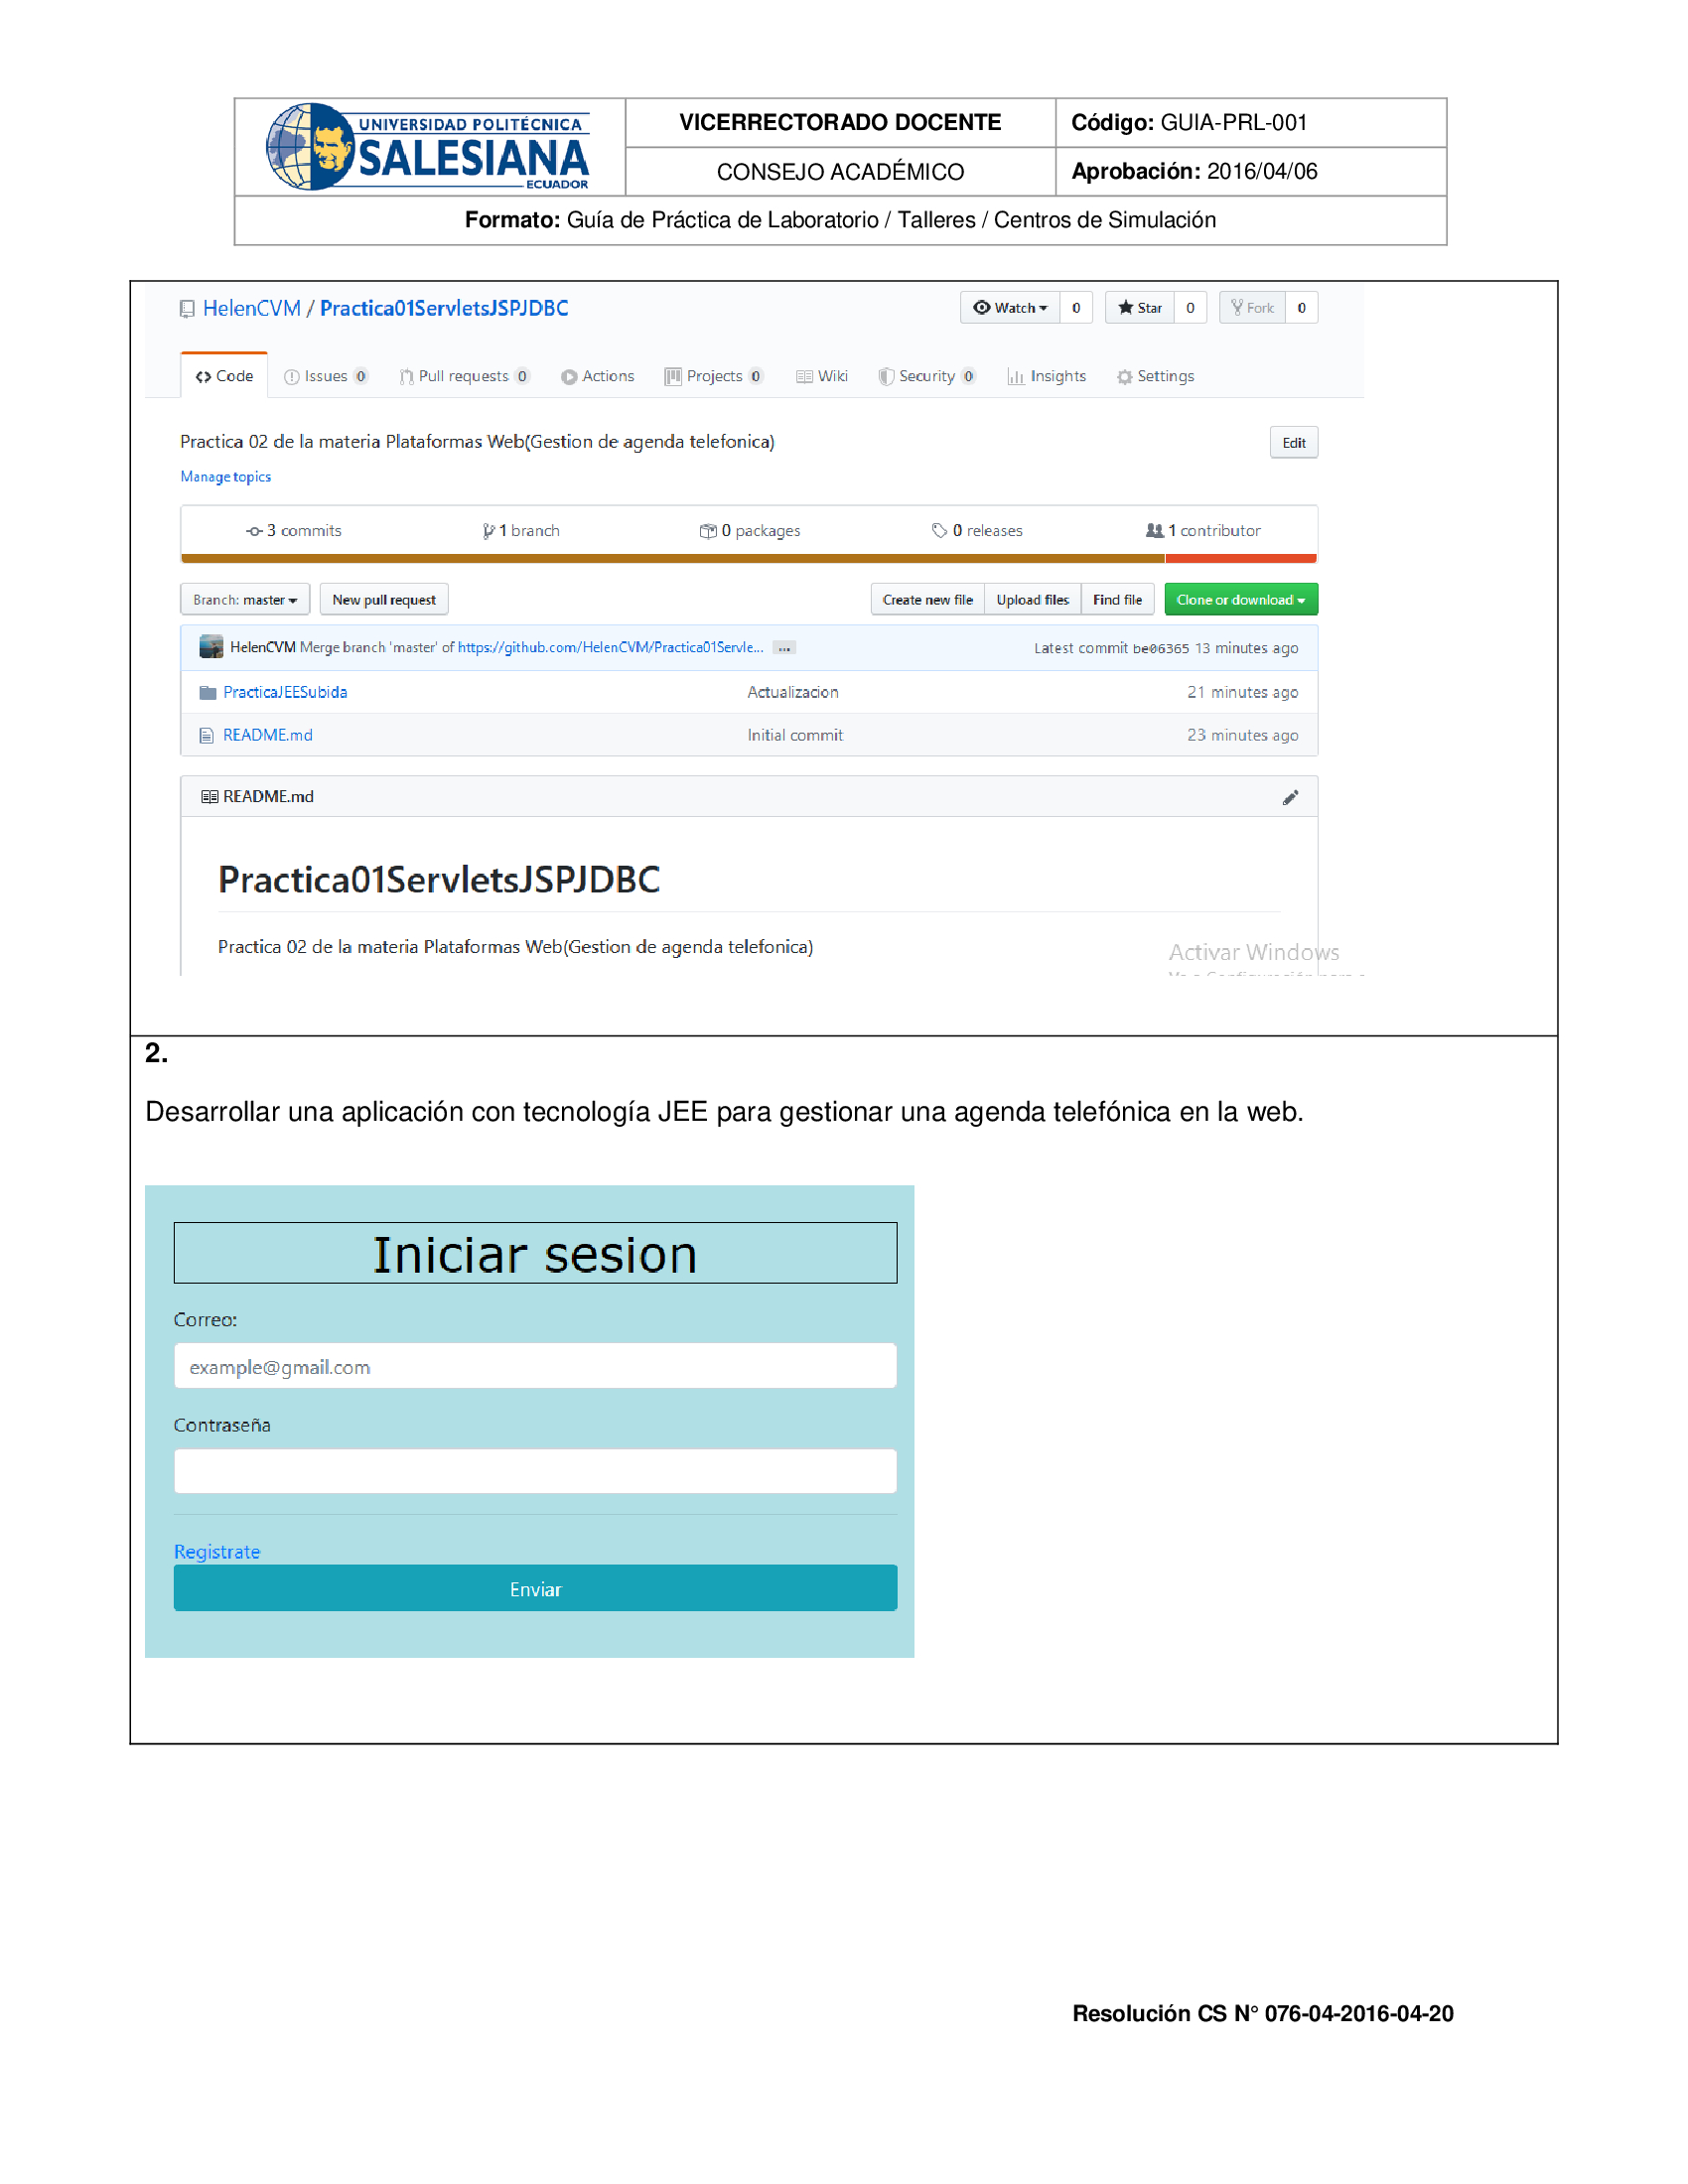 UNIVERSIDAD POLITÉCNICA
SALESIANA
ECUADOR
VICERRECTORADO DOCENTE
Código: GUIA-PRL-001
CONSEJO ACADÉMICO
Aprobación: 2016/04/06
Formato: Guía de Práctica de Laboratorio / Talleres / Centros de Simulación
HelenCVM / Practica01ServletsJSPJDBC
Watch 0 Star 0 Fork 0
Code Issues 0 Pull requests 0 Actions Projects 0 Wiki Security 0 Insights Settings
Practica 02 de la materia Plataformas Web(Gestion de agenda telefonica)
Edit
Manage topics
3 commits 1 branch 0 packages 0 releases 1 contributor
Branch: master New pull request Create new file Upload files Find file Clone or download
HelenCVM Merge branch 'master' of https://github.com/HelenCVM/Practica01Servle... ... Latest commit be06365 13 minutes ago
PracticaJEESubida Actualizacion 21 minutes ago
README.md Initial commit 23 minutes ago
README.md
Practica01ServletsJSPJDBC
Practica 02 de la materia Plataformas Web(Gestion de agenda telefonica)
Activar Windows
2.
Desarrollar una aplicación con tecnología JEE para gestionar una agenda telefónica en la web.
Iniciar sesion
Correo:
example@gmail.com
Contraseña
Registrate
Enviar
Resolución CS N° 076-04-2016-04-20